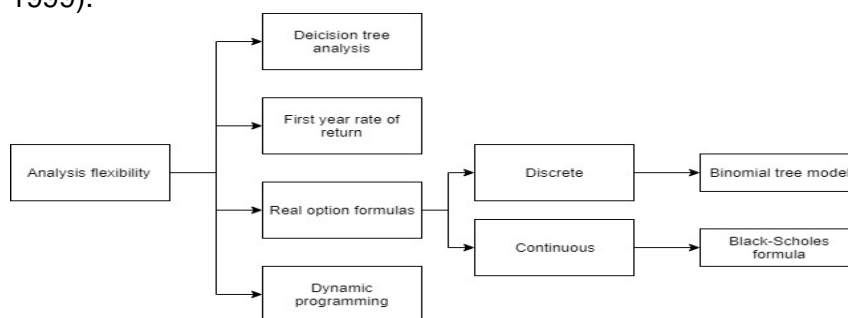 1999).
Deicision tree
analysis
First year rate of
return
Analysis flexibility
Discrete
Binomial tree model
Real option formulas
Continuous
Black-Scholes
formula
Dynamic
programming